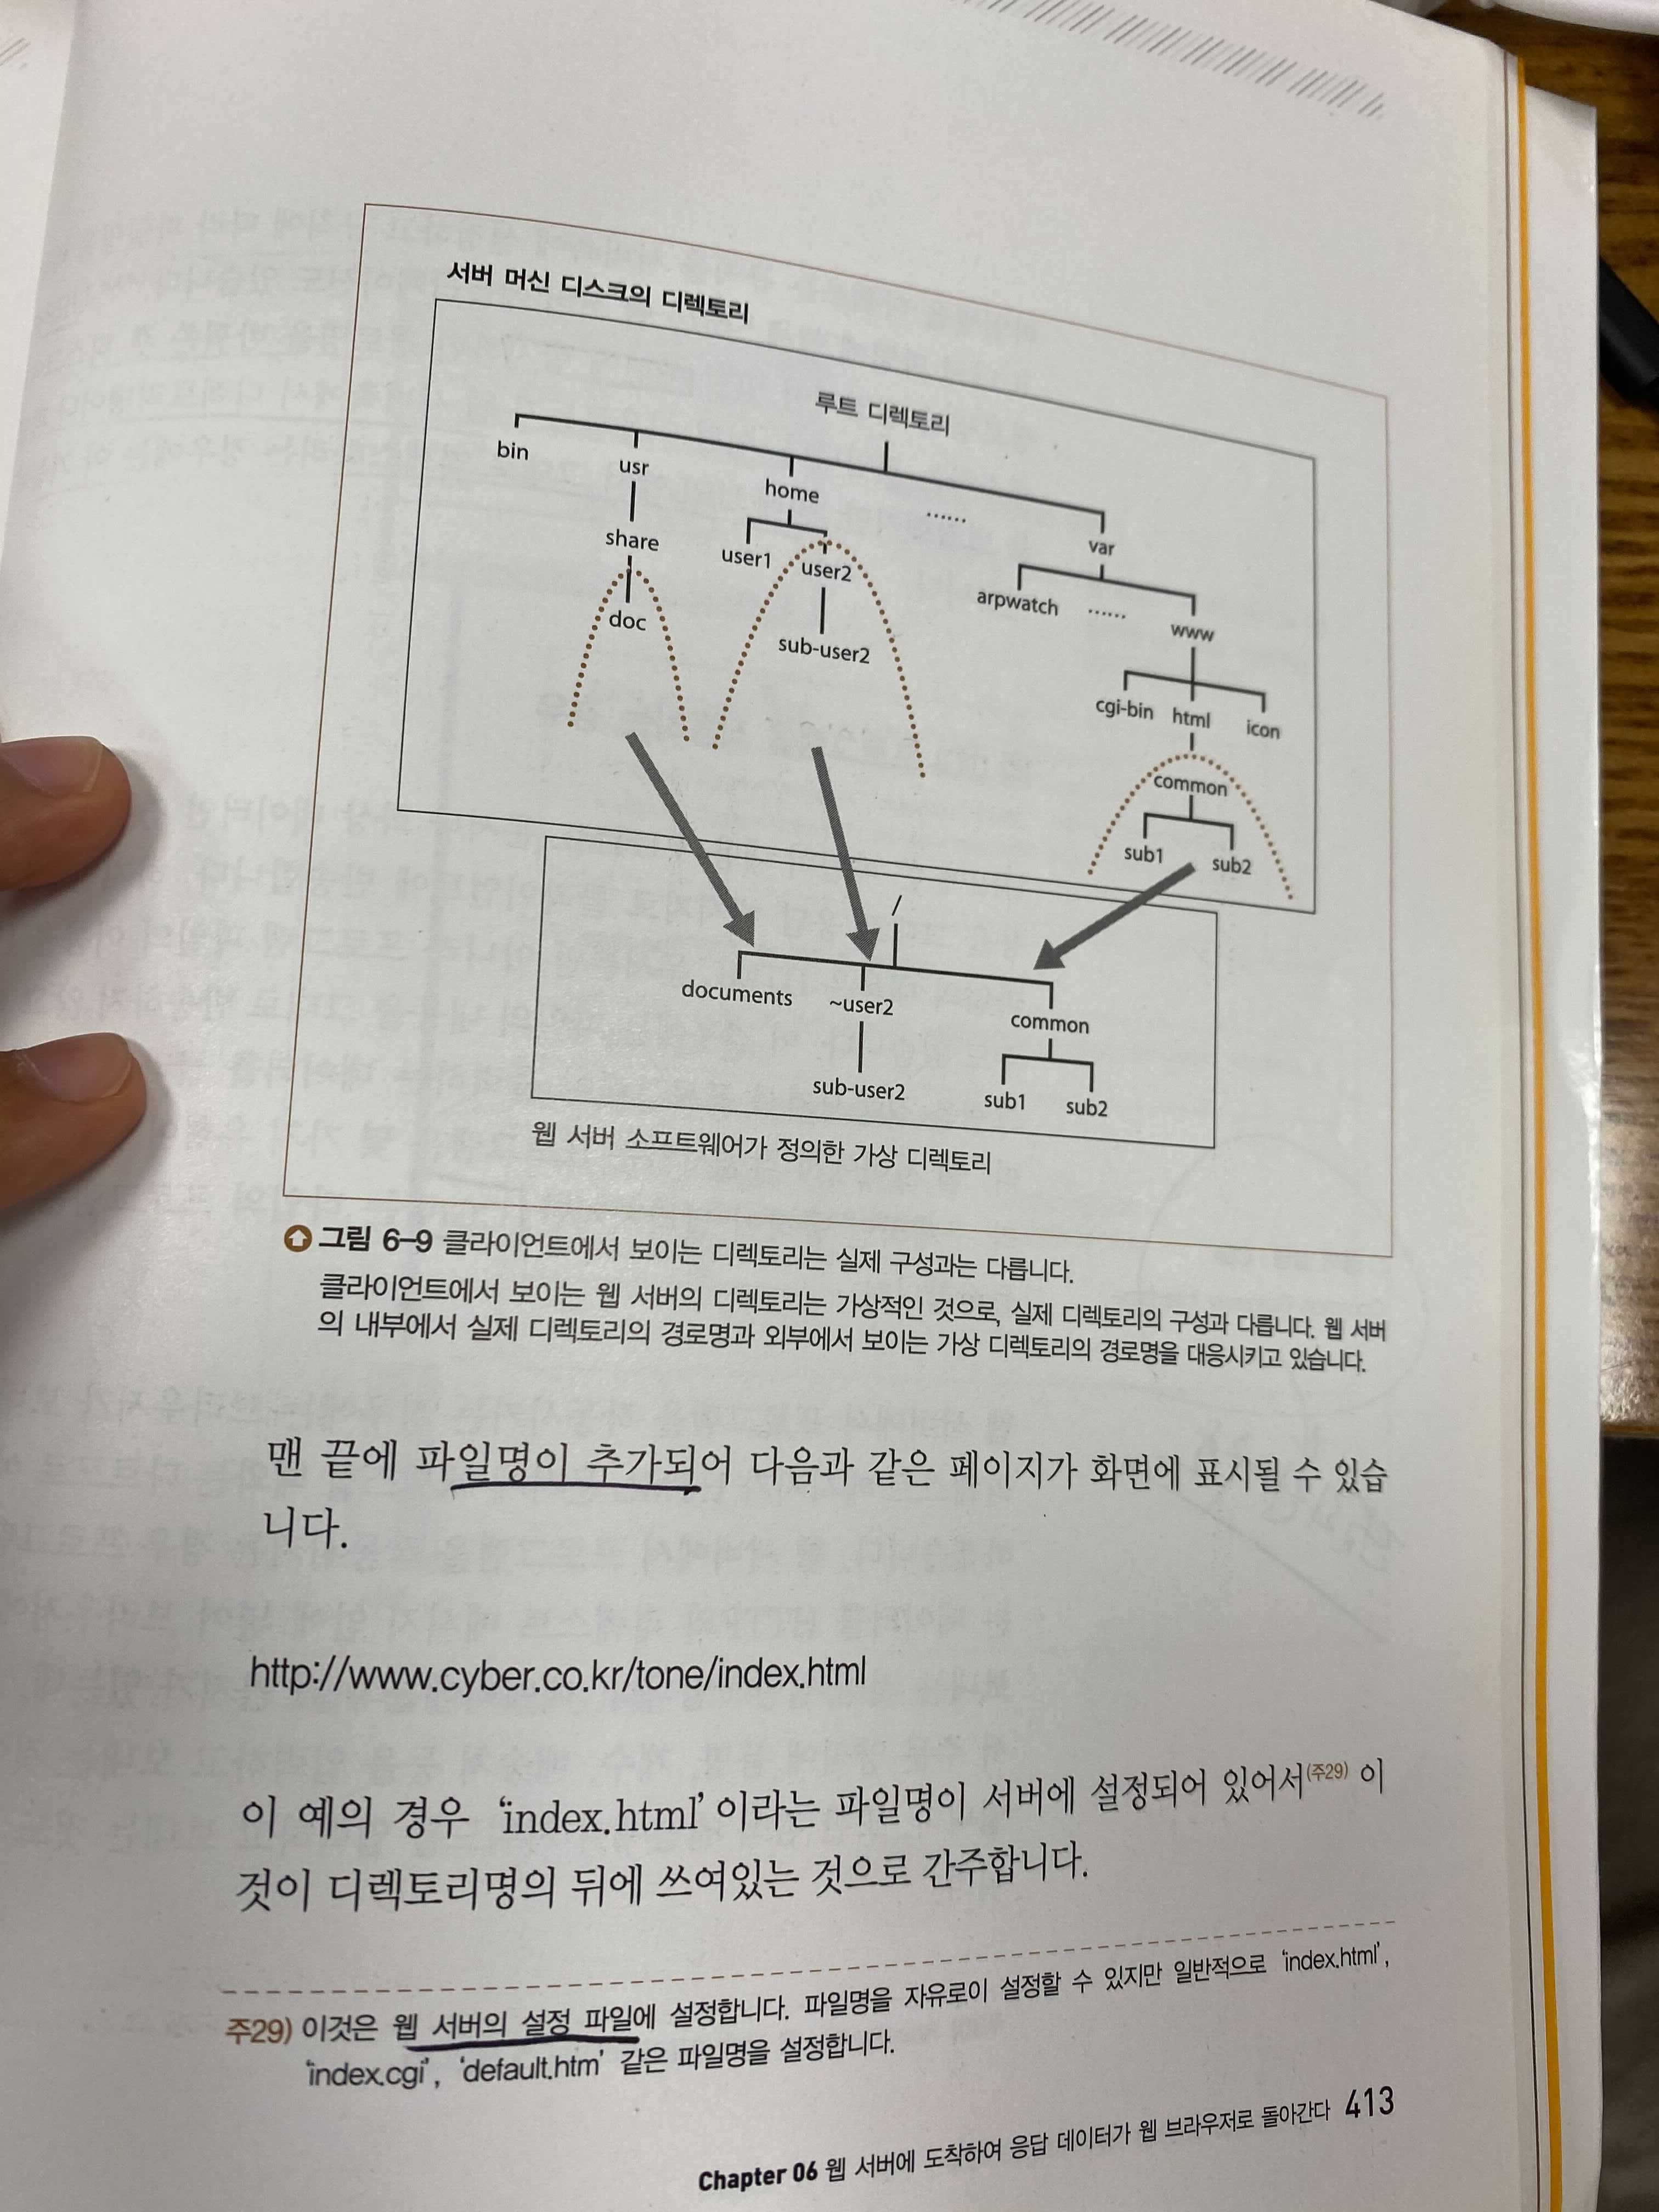 서버 머신 디스크의 디렉토리
루트 디렉토리
bin
usr
home
......
var
share
user1
user2
arpwatch
......
www
doc
sub-user2
cgi-bin
html
icon
common
sub1
sub2
/
documents
~user2
common
sub-user2
sub1
sub2
웹 서버 소프트웨어가 정의한 가상 디렉토리
그림 6-9 클라이언트에서 보이는 디렉토리는 실제 구성과는 다릅니다.
클라이언트에서 보이는 웹 서버의 디렉토리는 가상적인 것으로, 실제 디렉토리의 구성과 다릅니다. 웹 서버
의 내부에서 실제 디렉토리의 경로명과 외부에서 보이는 가상 디렉토리의 경로명을 대응시키고 있습니다.
맨 끝에 파일명이 추가되어 다음과 같은 페이지가 화면에 표시될 수 있습
니다.
http://www.cyber.co.kr/tone/index.html
이 예의 경우 'index.html'이라는 파일명이 서버에 설정되어 있어서(주29) 이
것이 디렉토리명의 뒤에 쓰여있는 것으로 간주합니다.
주29) 이것은 웹 서버의 설정 파일에 설정합니다. 파일명을 자유로이 설정할 수 있지만 일반적으로 'index.html',
'index.cgi', 'default.htm' 같은 파일명을 설정합니다.
Chapter 06 웹 서버에 도착하여 응답 데이터가 웹 브라우저로 돌아간다 413